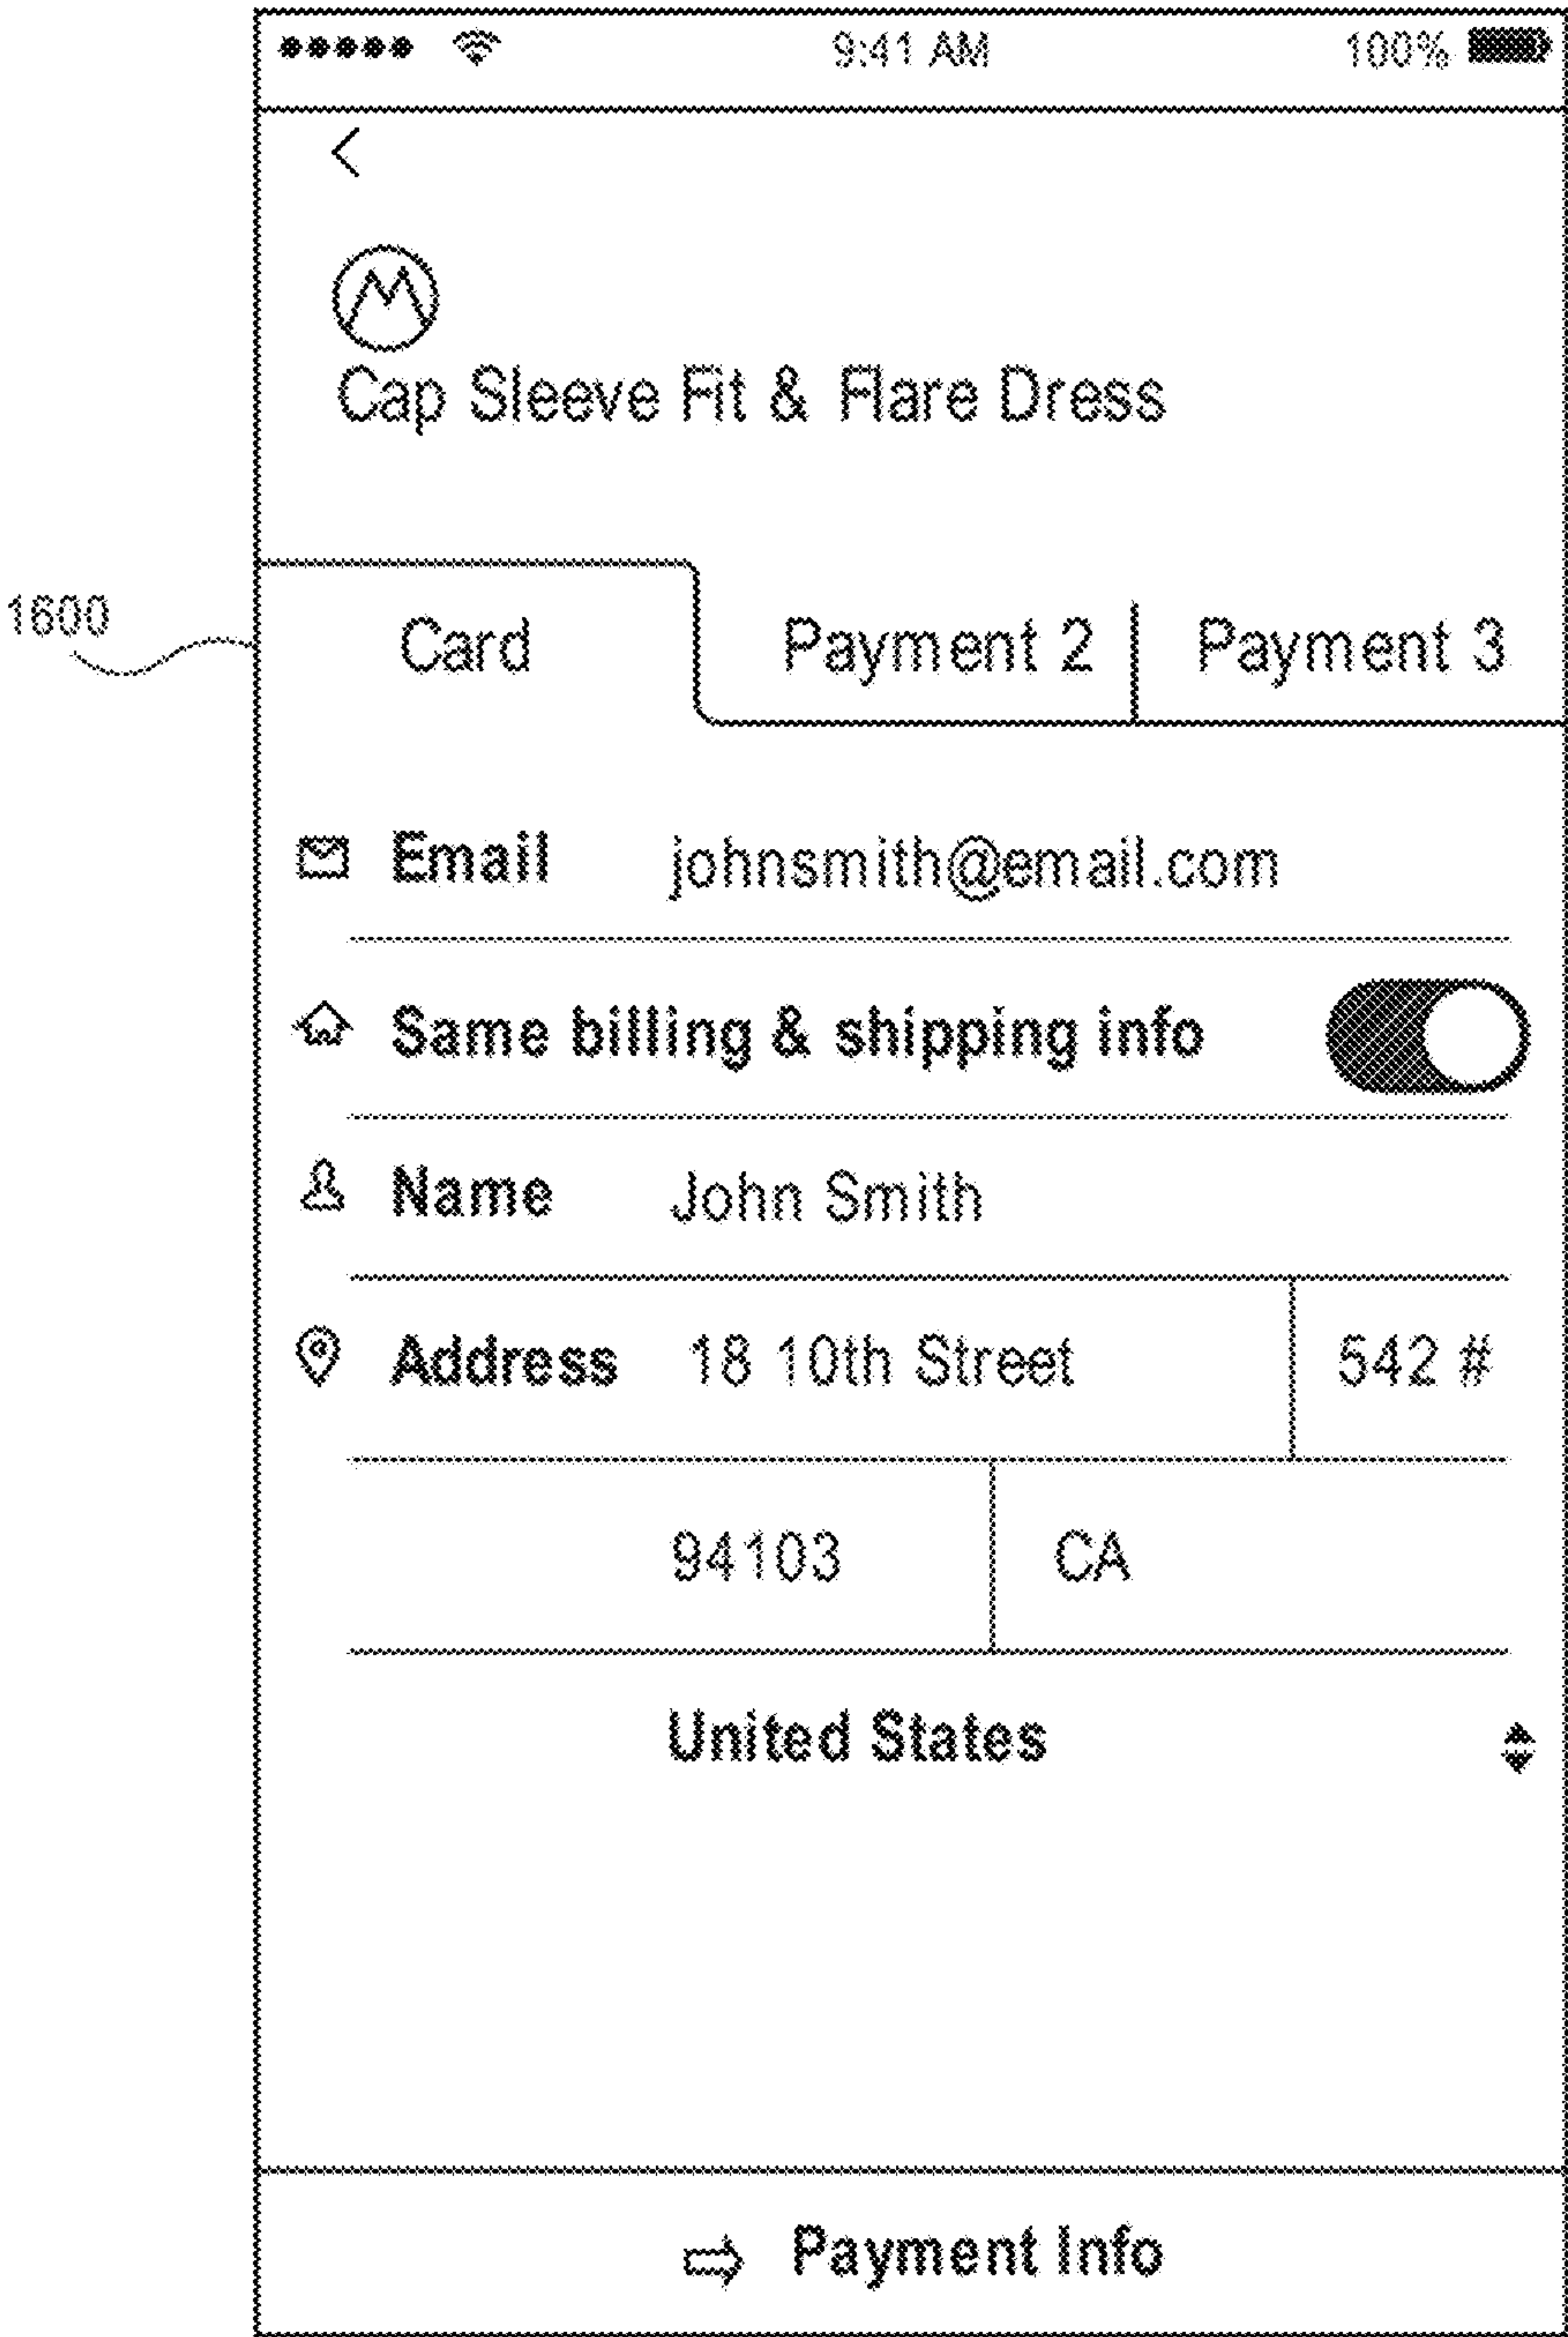 9:41 AM 100%
Cap Sleeve Fit & Flare Dress
1600
Card Payment 2 Payment 3
Email johnsmith@email.com
Same billing & shipping info
Name John Smith
Address 18 10th Street 542 #
94103 CA
United States
Payment Info